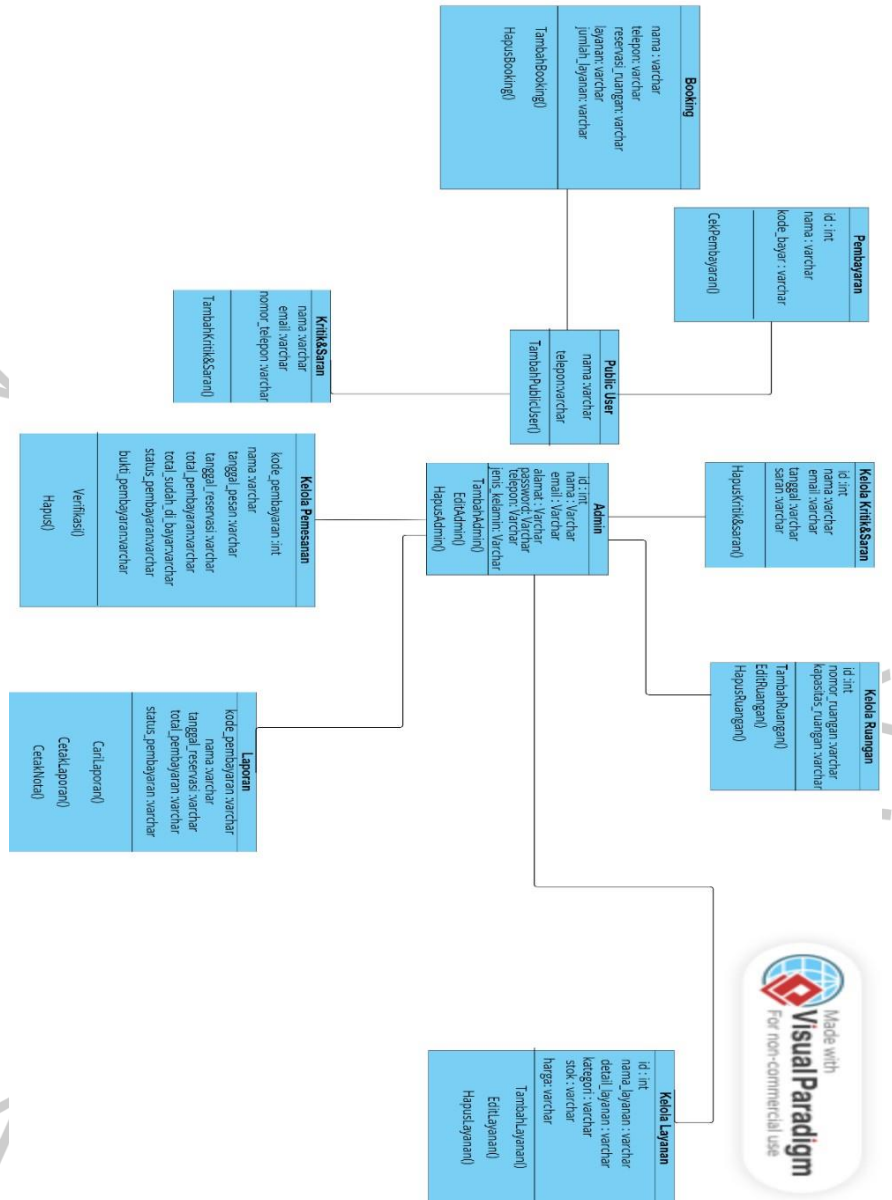 Booking
nama : varchar
telepon: varchar
reservasi_ruangan: varchar
layanan: varchar
jumlah_layanan: varchar
TambahBooking()
HapusBooking()
Pembayaran
id : int
nama : varchar
kode_bayar : varchar
CekPembayaran()
Public User
nama :varchar
telepon:varchar
TambahPublicUser()
Kritik&Saran
nama :varchar
email :varchar
nomor_telepon :varchar
TambahKritik&Saran()
Kelola Kritik&Saran
id :int
nama :varchar
email :varchar
tanggal :varchar
saran :varchar
HapusKritik&saran()
Admin
id : int
nama : Varchar
email : Varchar
alamat : Varchar
password: Varchar
telepon: Varchar
jenis_kelamin: Varchar
TambahAdmin()
EditAdmin()
HapusAdmin()
Kelola Pemesanan
kode_pembayaran :int
nama :varchar
tanggal_pesan :varchar
tanggal_reservasi :varchar
total_pembayaran:varchar
total_sudah_di_bayar:varchar
status_pembayaran:varchar
bukti_pembayaran:varchar
Verifikasi()
Hapus()
Kelola Ruangan
id :int
nomor_ruangan :varchar
kapasitas_ruangan :varchar
TambahRuangan()
EditRuangan()
HapusRuangan()
Laporan
kode_pembayaran :varchar
nama :varchar
tanggal_reservasi :varchar
total_pembayaran :varchar
status_pembayaran :varchar
CariLaporan()
CetakLaporan()
CetakNota()
Kelola Layanan
id : int
nama_layanan : varchar
detail_layanan : varchar
kategori : varchar
stok : varchar
harga: varchar
TambahLayanan()
EditLayanan()
HapusLayanan()
Made with
VisualParadigm
For non-commercial use